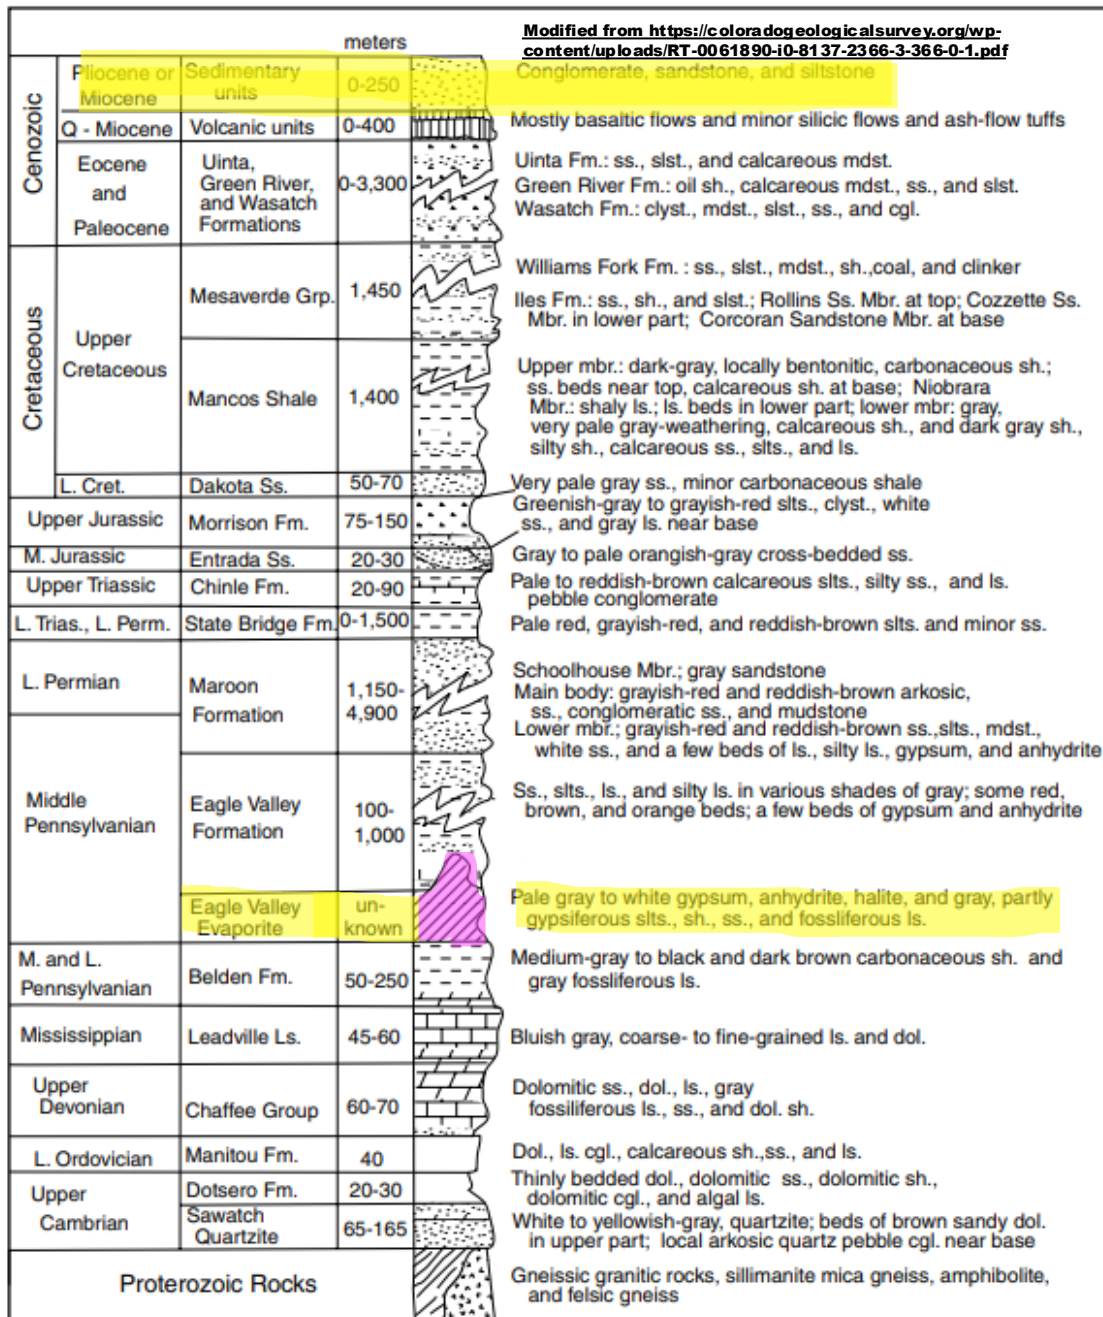 Modified from https://coloradogeologicalsurvey.org/wp-
content/uploads/RT-0061890-i0-8137-2366-3-366-0-1.pdf
meters
Cenozoic
Pliocene or
Miocene
Sedimentary
units
0-250
Conglomerate, sandstone, and siltstone
Q - Miocene
Volcanic units
0-400
Mostly basaltic flows and minor silicic flows and ash-flow tuffs
Eocene
and
Paleocene
Uinta,
Green River,
and Wasatch
Formations
0-3,300
Uinta Fm.: ss., slst., and calcareous mdst.
Green River Fm.: oil sh., calcareous mdst., ss., and slst.
Wasatch Fm.: clyst., mdst., slst., ss., and cgl.
Cretaceous
Upper
Cretaceous
Mesaverde Grp.
1,450
Williams Fork Fm. : ss., slst., mdst., sh.,coal, and clinker
Iles Fm.: ss., sh., and slst.; Rollins Ss. Mbr. at top; Cozzette Ss.
Mbr. in lower part; Corcoran Sandstone Mbr. at base
Mancos Shale
1,400
Upper mbr.: dark-gray, locally bentonitic, carbonaceous sh.;
ss. beds near top, calcareous sh. at base; Niobrara
Mbr.: shaly ls.; ls. beds in lower part; lower mbr: gray,
very pale gray-weathering, calcareous sh., and dark gray sh.,
silty sh., calcareous ss., slts., and ls.
L. Cret.
Dakota Ss.
50-70
Very pale gray ss., minor carbonaceous shale
Upper Jurassic
Morrison Fm.
75-150
Greenish-gray to grayish-red slts., clyst., white
ss., and gray ls. near base
M. Jurassic
Entrada Ss.
20-30
Gray to pale orangish-gray cross-bedded ss.
Upper Triassic
Chinle Fm.
20-90
Pale to reddish-brown calcareous slts., silty ss., and ls.
pebble conglomerate
L. Trias., L. Perm.
State Bridge Fm.
0-1,500
Pale red, grayish-red, and reddish-brown slts. and minor ss.
L. Permian
Maroon
Formation
1,150-
4,900
Schoolhouse Mbr.; gray sandstone
Main body: grayish-red and reddish-brown arkosic,
ss., conglomeratic ss., and mudstone
Lower mbr.; grayish-red and reddish-brown ss.,slts., mdst.,
white ss., and a few beds of ls., silty ls., gypsum, and anhydrite
Middle
Pennsylvanian
Eagle Valley
Formation
100-
1,000
Ss., slts., ls., and silty ls. in various shades of gray; some red,
brown, and orange beds; a few beds of gypsum and anhydrite
Eagle Valley
Evaporite
un-
known
Pale gray to white gypsum, anhydrite, halite, and gray, partly
gypsiferous slts., sh., ss., and fossliferous ls.
M. and L.
Pennsylvanian
Belden Fm.
50-250
Medium-gray to black and dark brown carbonaceous sh. and
gray fossliferous ls.
Mississippian
Leadville Ls.
45-60
Bluish gray, coarse- to fine-grained ls. and dol.
Upper
Devonian
Chaffee Group
60-70
Dolomitic ss., dol., ls., gray
fossiliferous ls., ss., and dol. sh.
L. Ordovician
Manitou Fm.
40
Dol., ls. cgl., calcareous sh.,ss., and ls.
Upper
Cambrian
Dotsero Fm.
20-30
Thinly bedded dol., dolomitic ss., dolomitic sh.,
dolomitic cgl., and algal ls.
Sawatch
Quartzite
65-165
White to yellowish-gray, quartzite; beds of brown sandy dol.
in upper part; local arkosic quartz pebble cgl. near base
Proterozoic Rocks
Gneissic granitic rocks, sillimanite mica gneiss, amphibolite,
and felsic gneiss